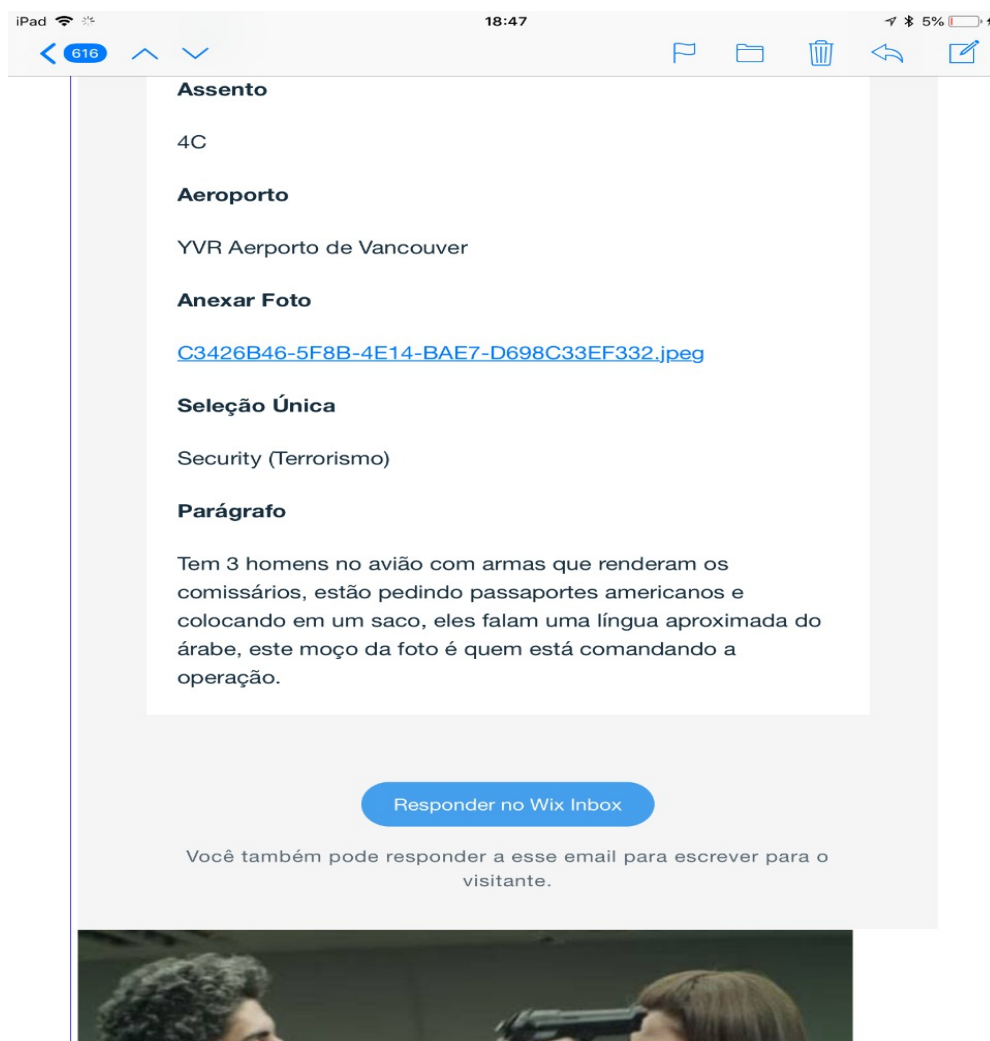 iPad 18:47 5%
616
Assento
4C
Aeroporto
YVR Aerporto de Vancouver
Anexar Foto
C3426B46-5F8B-4E14-BAE7-D698C33EF332.jpeg
Seleção Única
Security (Terrorismo)
Parágrafo
Tem 3 homens no avião com armas que renderam os
comissários, estão pedindo passaportes americanos e
colocando em um saco, eles falam uma língua aproximada do
árabe, este moço da foto é quem está comandando a
operação.
Responder no Wix Inbox
Você também pode responder a esse email para escrever para o
visitante.